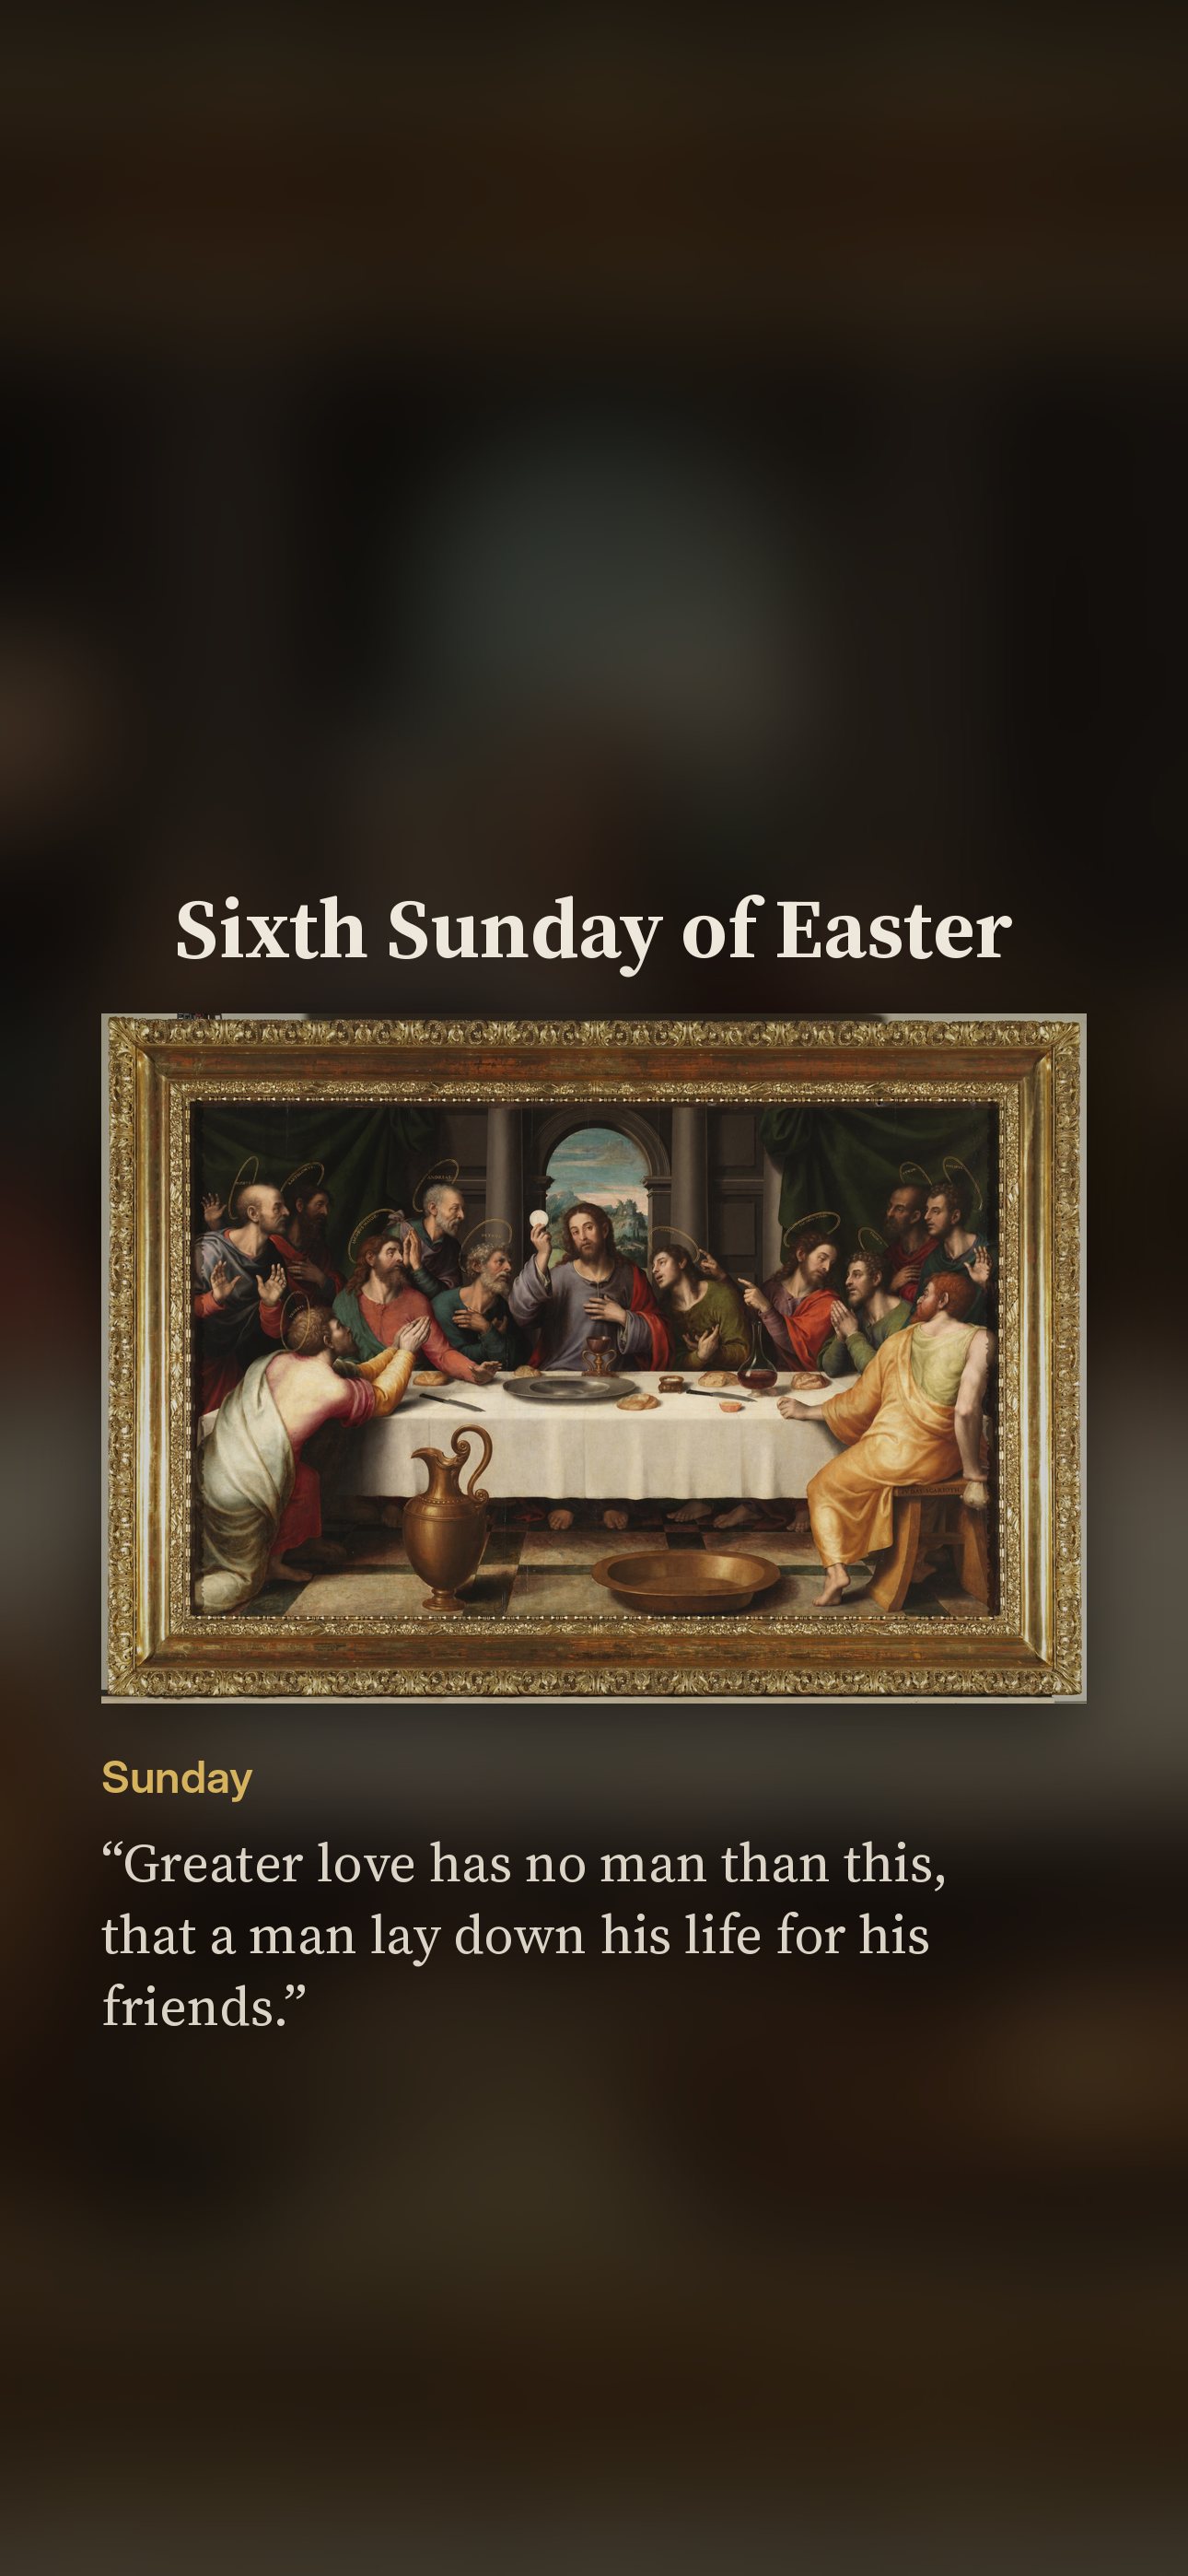 Sixth Sunday of Easter
Sunday
“Greater love has no man than this,
that a man lay down his life for his
friends.”